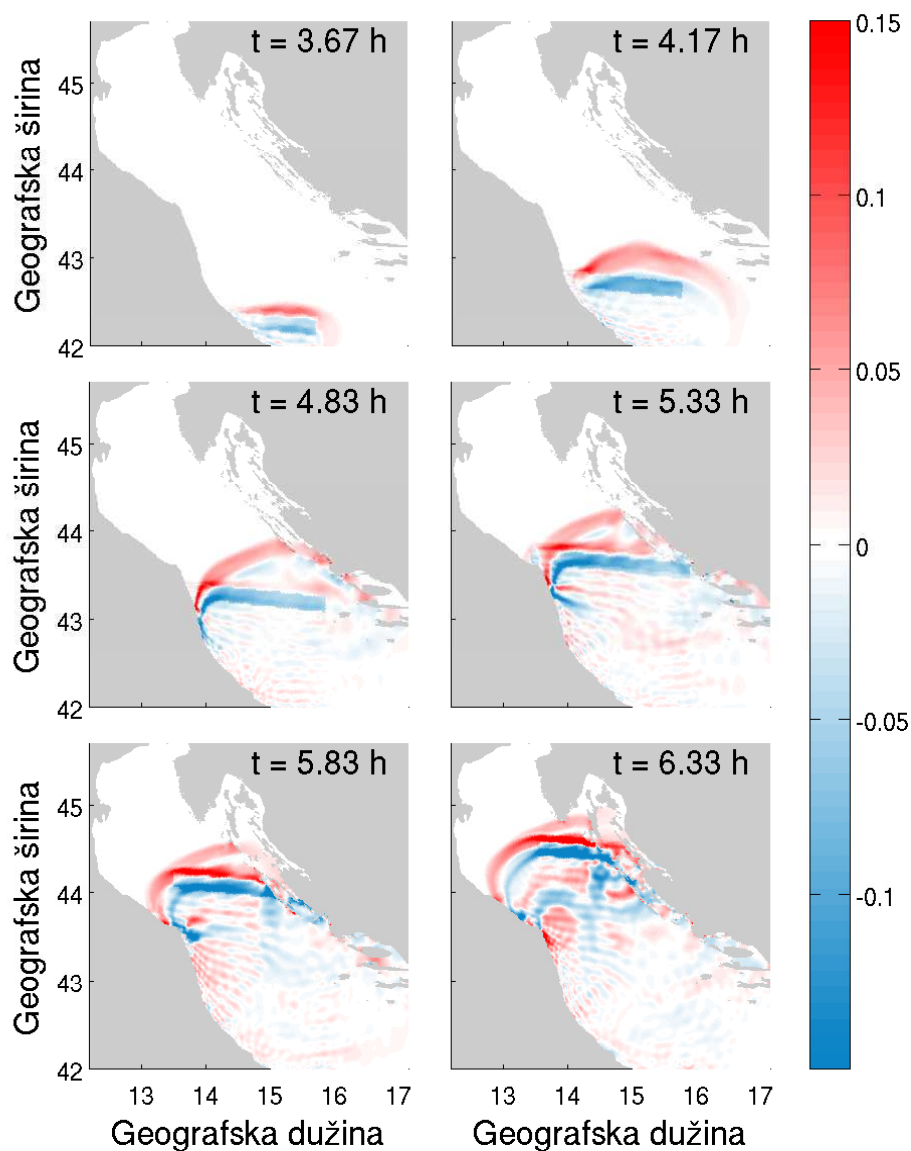 t = 3.67 h
t = 4.17 h
Geografska širina
45
44
43
42
t = 4.83 h
t = 5.33 h
Geografska širina
45
44
43
42
t = 5.83 h
t = 6.33 h
Geografska širina
45
44
43
42
13 14 15 16 17
13 14 15 16 17
Geografska dužina
Geografska dužina
0.15
0.1
0.05
0
-0.05
-0.1